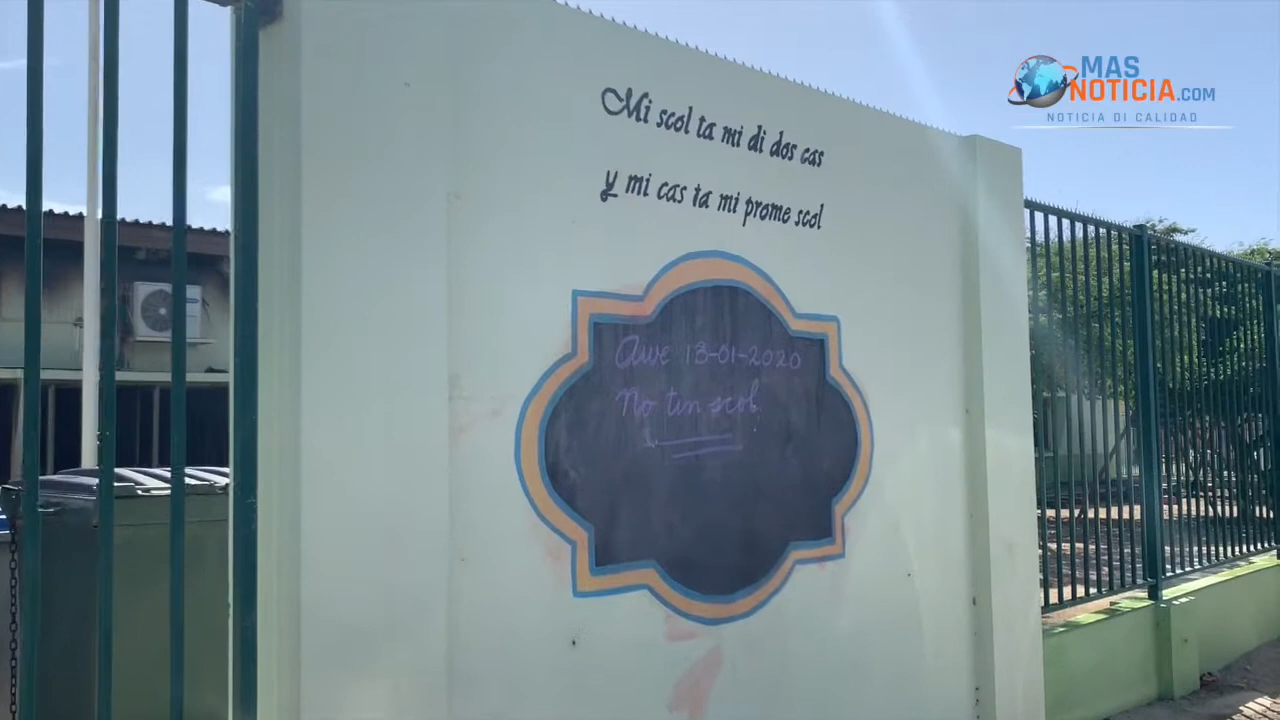 MAS
NOTICIA.COM
NOTICIA DI CALIDAD
Mi scol ta mi di dos cas
y mi cas ta mi prome scol
Awe 13-01-2020
No tin scol.